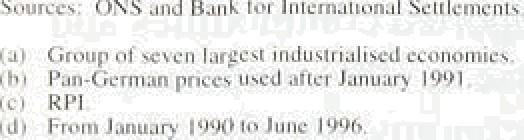 Sources: ONS and Bank for International Settlements.
(a) Group of seven largest industrialised economies.
(b) Pan-German prices used after January 1991.
(c) RPI.
(d) From January 1990 to June 1996.